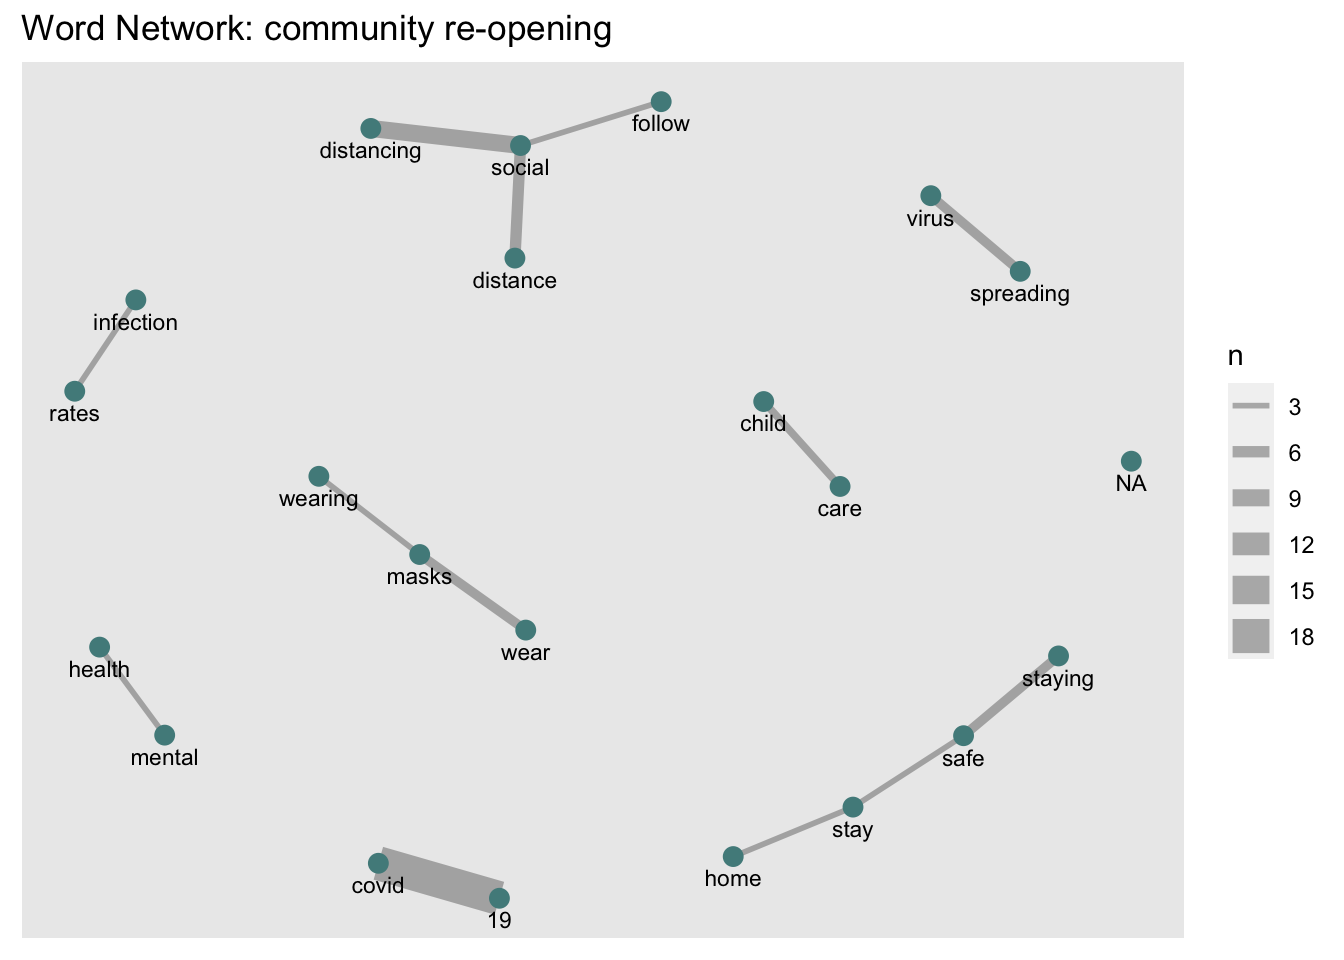 Word Network: community re-opening
follow
distancing
social
virus
distance
spreading
infection
rates
child
wearing
NA
care
masks
wear
health
staying
mental
safe
stay
covid
home
19
n
3
6
9
12
15
18